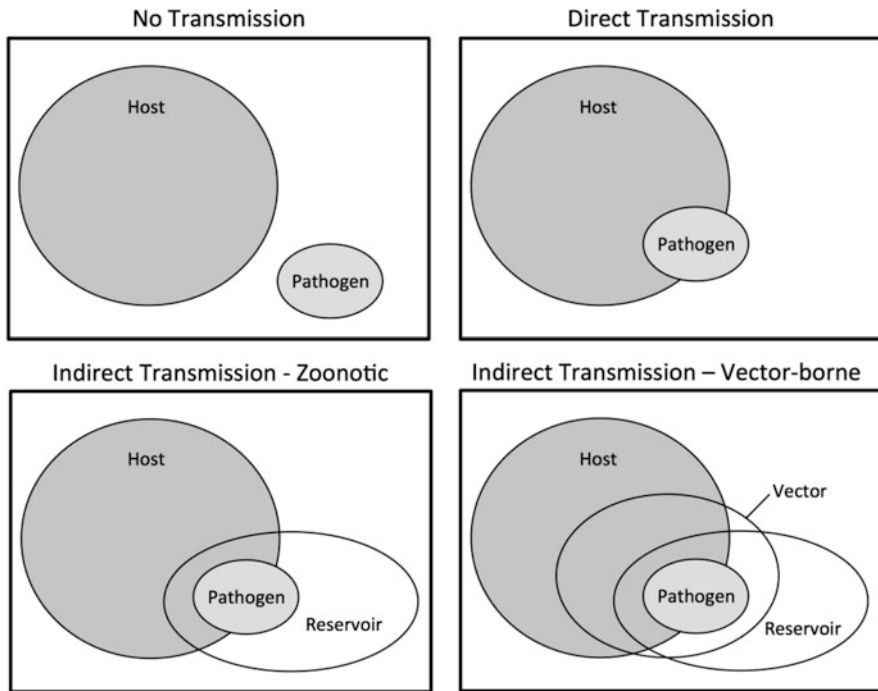 No Transmission
Direct Transmission
Host
Pathogen
Host
Pathogen
Indirect Transmission - Zoonotic
Indirect Transmission – Vector-borne
Host
Pathogen
Reservoir
Host
Vector
Pathogen
Reservoir